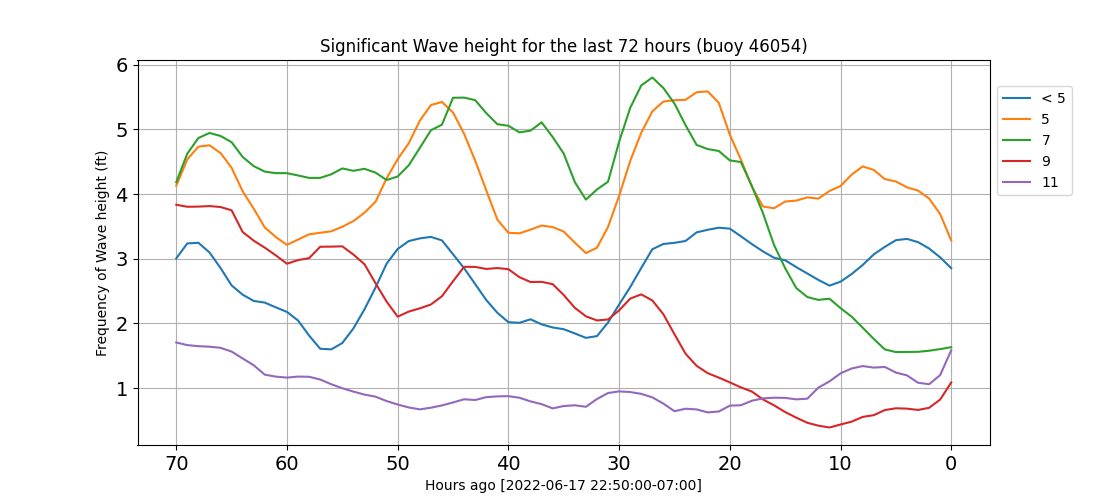 Significant Wave height for the last 72 hours (buoy 46054)
Frequency of Wave height (ft)
6
5
4
3
2
1
70 60 50 40 30 20 10 0
Hours ago [2022-06-17 22:50:00-07:00]
< 5
5
7
9
11